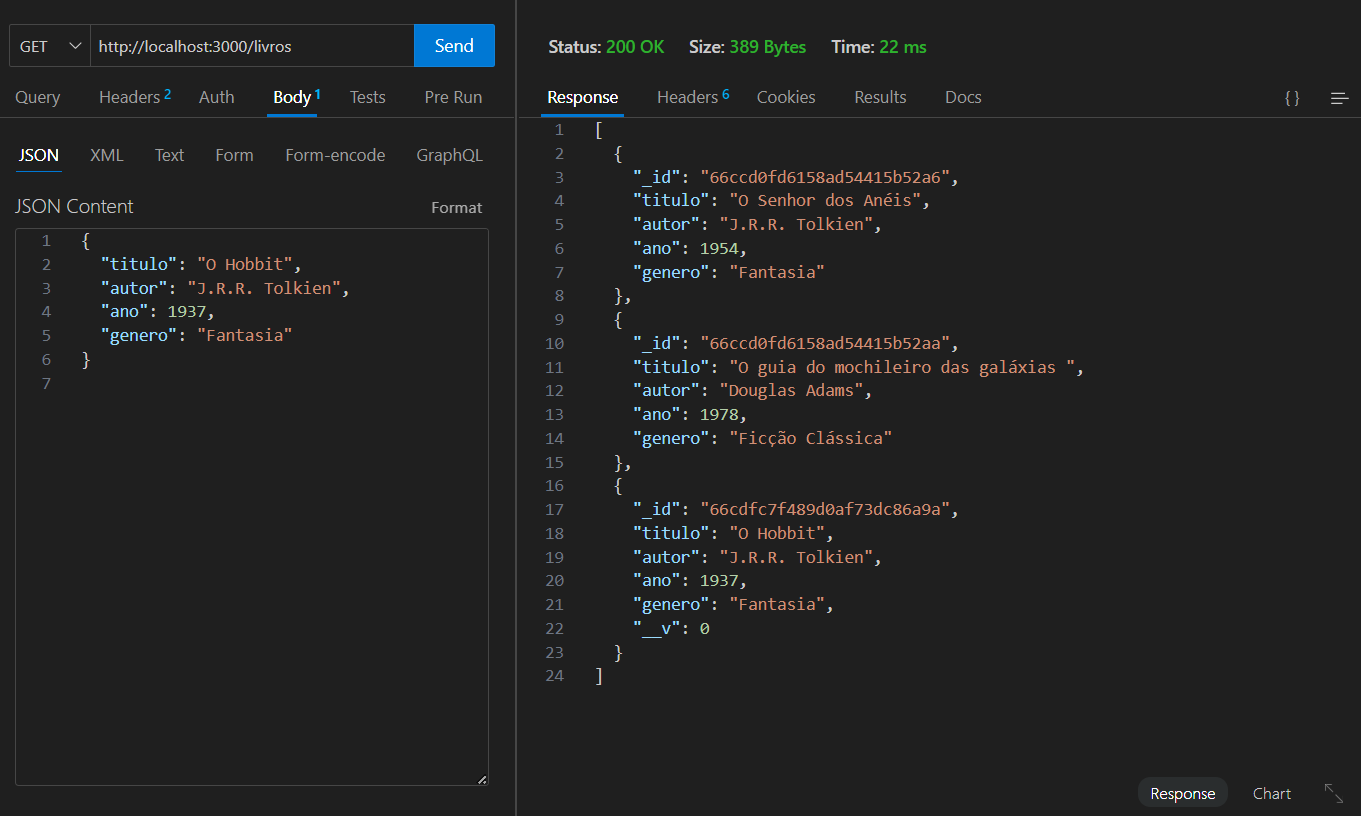 GET http://localhost:3000/livros Send
Query Headers 2 Auth Body 1 Tests Pre Run
JSON XML Text Form Form-encode GraphQL
JSON Content Format
1 {
2 "titulo": "O Hobbit",
3 "autor": "J.R.R. Tolkien",
4 "ano": 1937,
5 "genero": "Fantasia"
6 }
7
Status: 200 OK Size: 389 Bytes Time: 22 ms
Response Headers 6 Cookies Results Docs { }
1 [
2 {
3 "_id": "66ccd0fd6158ad54415b52a6",
4 "titulo": "O Senhor dos Anéis",
5 "autor": "J.R.R. Tolkien",
6 "ano": 1954,
7 "genero": "Fantasia"
8 },
9 {
10 "_id": "66ccd0fd6158ad54415b52aa",
11 "titulo": "O guia do mochileiro das galáxias ",
12 "autor": "Douglas Adams",
13 "ano": 1978,
14 "genero": "Ficção Clássica"
15 },
16 {
17 "_id": "66cdfc7f489d0af73dc86a9a",
18 "titulo": "O Hobbit",
19 "autor": "J.R.R. Tolkien",
20 "ano": 1937,
21 "genero": "Fantasia",
22 "__v": 0
23 }
24 ]
Response Chart